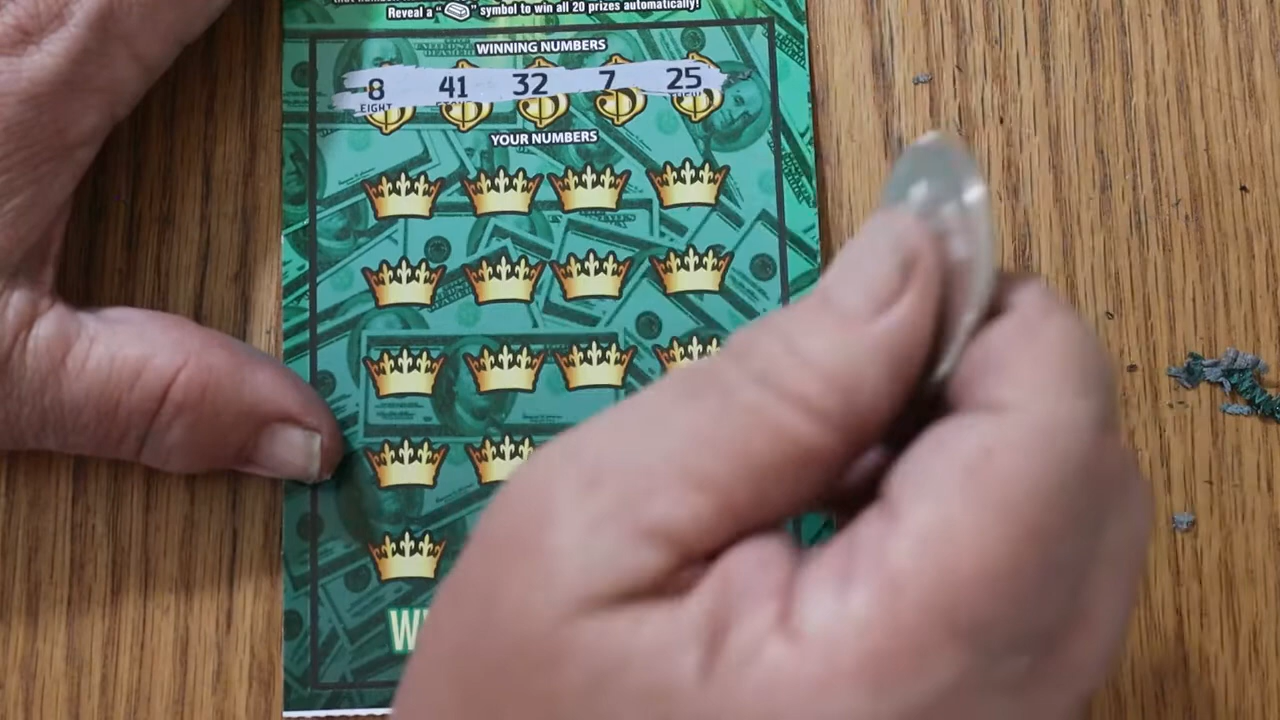 Reveal a " " symbol to win all 20 prizes automatically!
WINNING NUMBERS
8 41 32 7 25
EIGHT
YOUR NUMBERS